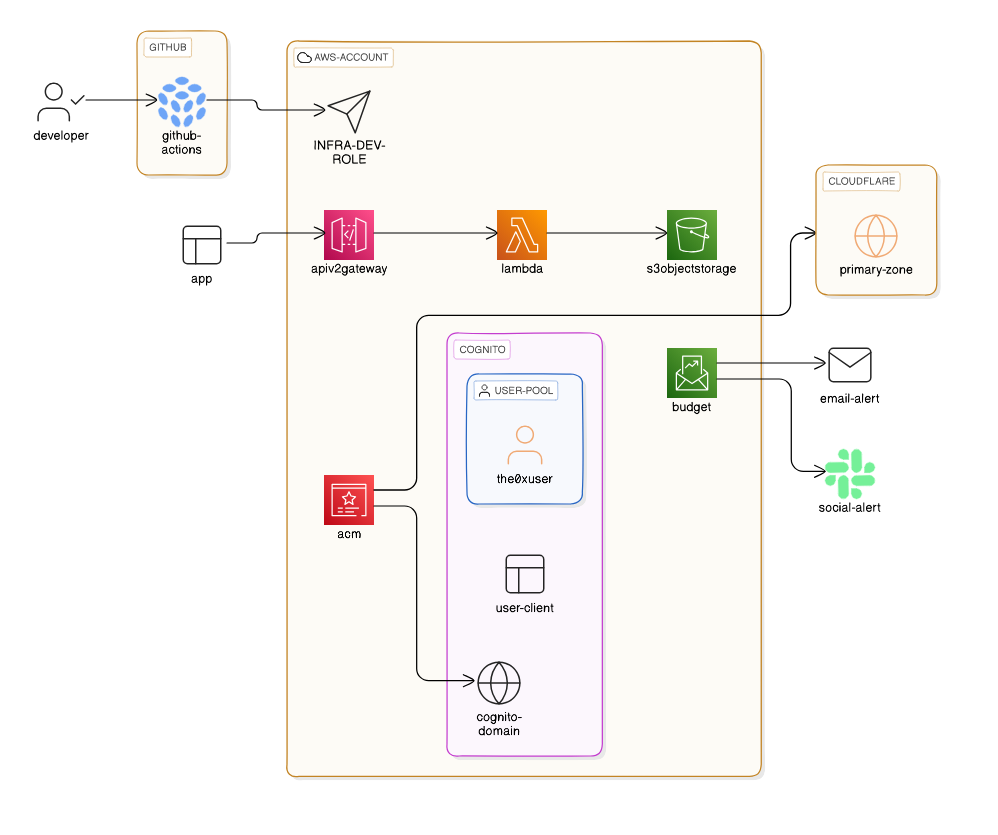 GITHUB
AWS-ACCOUNT
developer
github-
actions
INFRA-DEV-
ROLE
CLOUDFLARE
primary-zone
app
apiv2gateway
lambda
s3objectstorage
COGNITO
USER-POOL
the0xuser
budget
email-alert
social-alert
acm
user-client
cognito-
domain